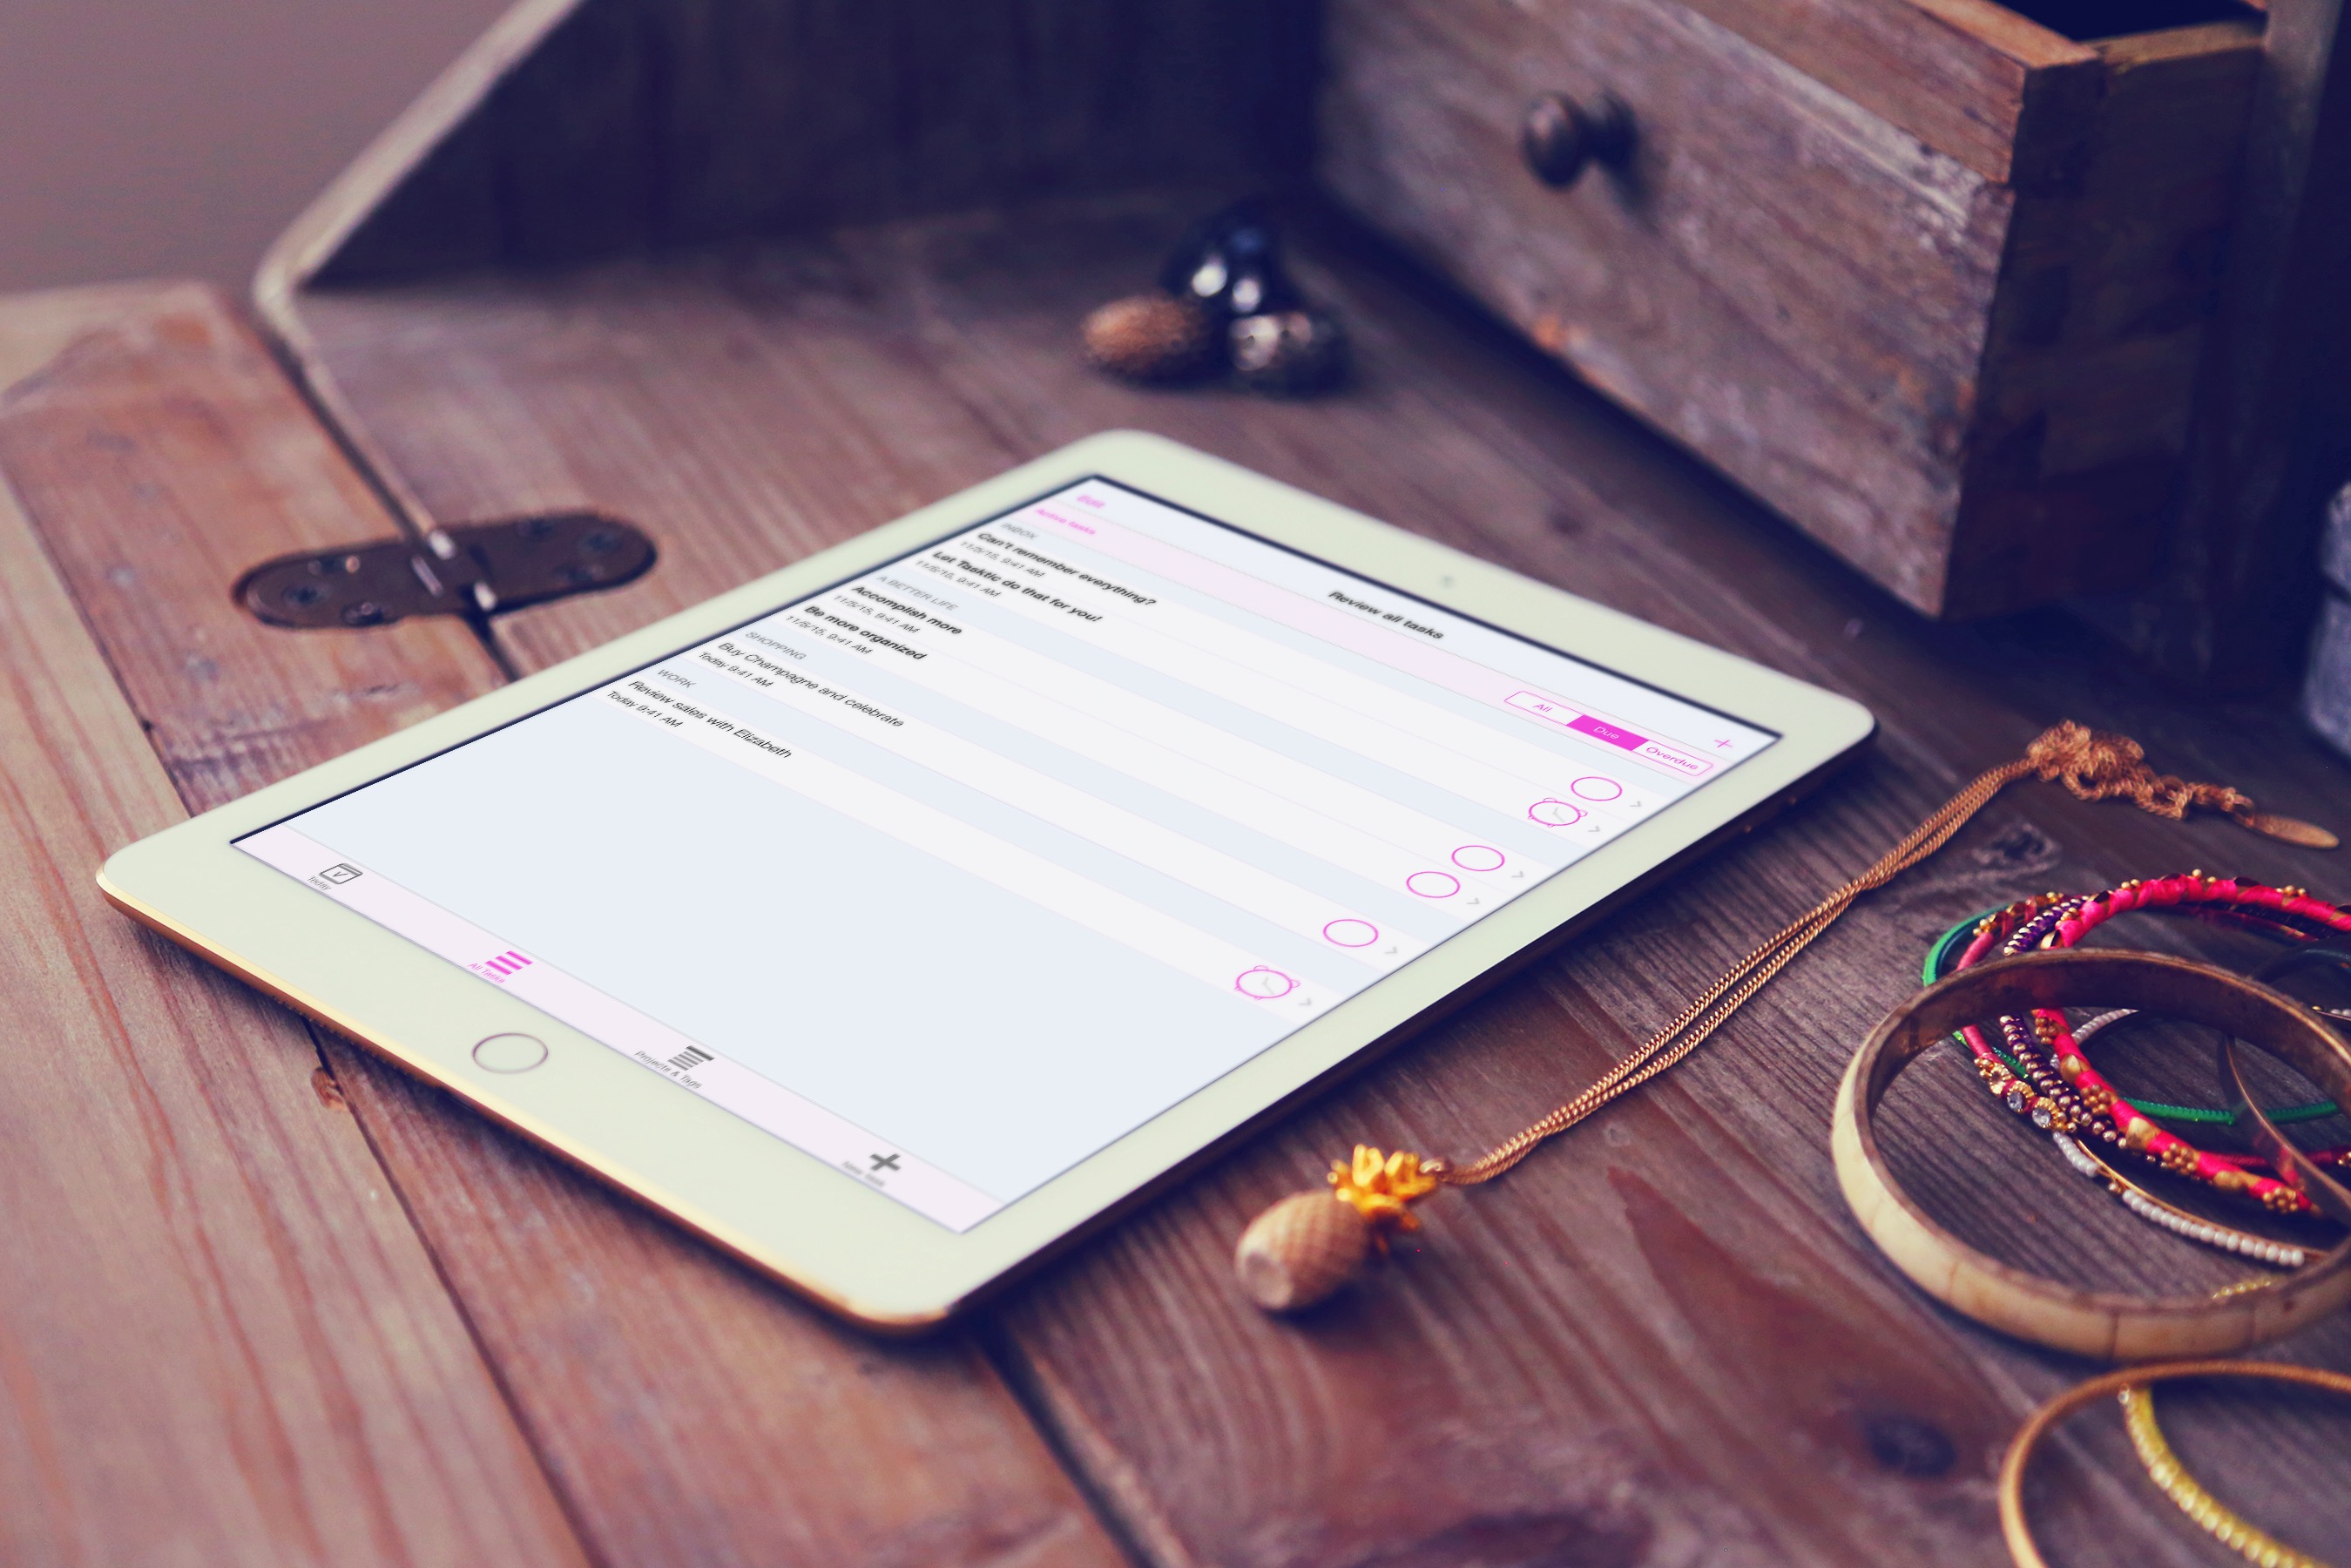 Edit
Review all tasks
+
Active tasks
All
Due
Overdue
INBOX
Can't remember everything?
11/5/15, 9:41 AM
Let Tasktic do that for you!
11/5/15, 9:41 AM
A BETTER LIFE
Accomplish more
11/5/15, 9:41 AM
Be more organized
11/5/15, 9:41 AM
SHOPPING
Buy Champagne and celebrate
Today 9:41 AM
WORK
Review sales with Elizabeth
Today 9:41 AM
Today
All Tasks
Projects & Tags
New Task